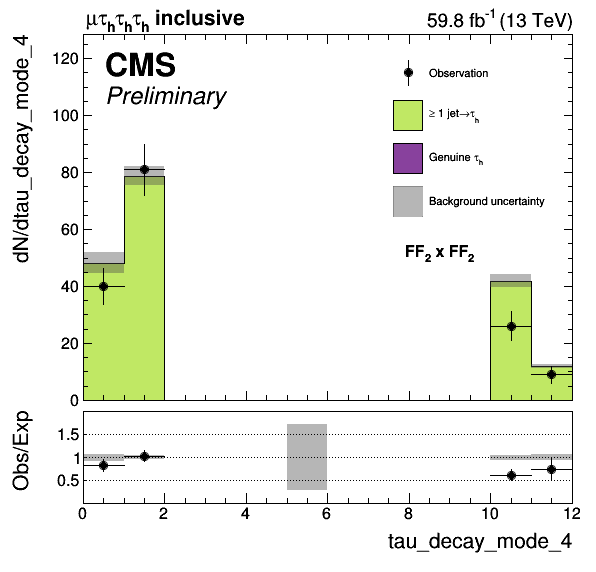 μτₕτₕτₕ inclusive
59.8 fb⁻¹ (13 TeV)
CMS
Preliminary
Observation
≥ 1 jet→τₕ
Genuine τₕ
Background uncertainty
FF₂ x FF₂
dN/dtau_decay_mode_4
120
100
80
60
40
20
0
Obs/Exp
1.5
1
0.5
0 2 4 6 8 10 12
tau_decay_mode_4